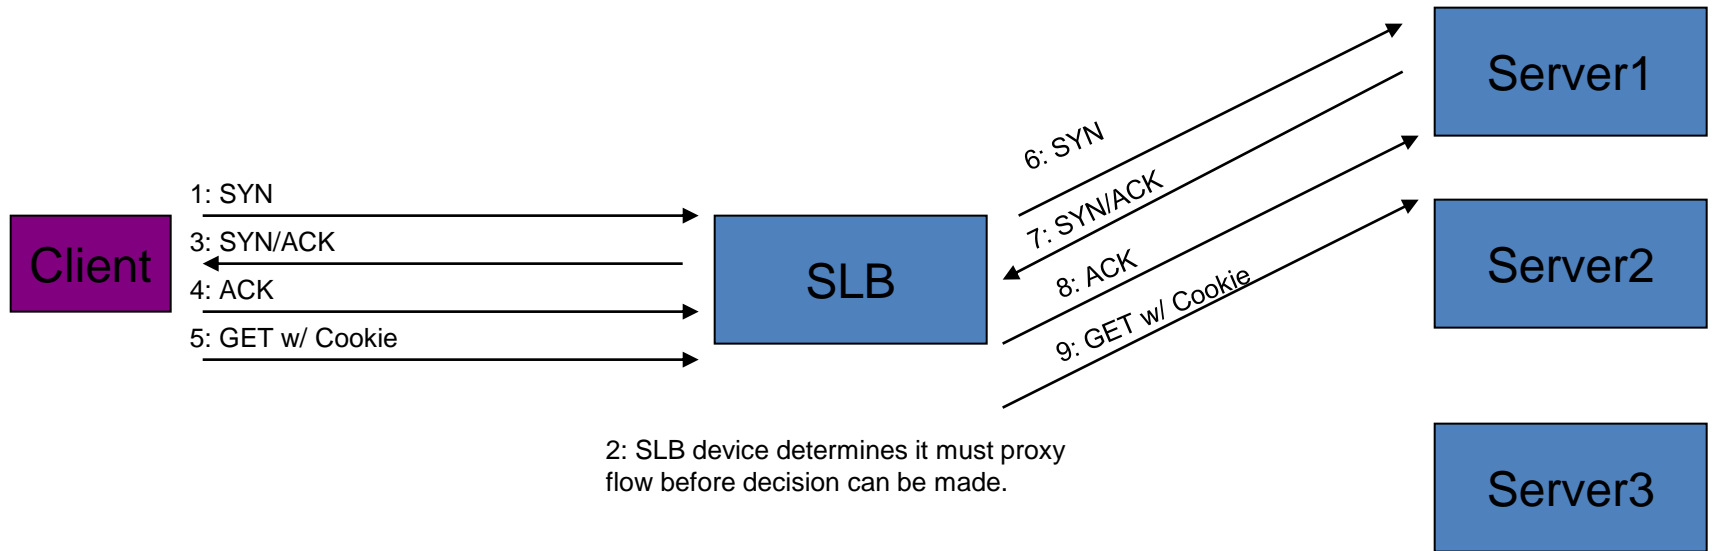 Client
1: SYN
3: SYN/ACK
4: ACK
5: GET w/ Cookie
SLB
2: SLB device determines it must proxy
flow before decision can be made.
6: SYN
7: SYN/ACK
8: ACK
9: GET w/ Cookie
Server1
Server2
Server3